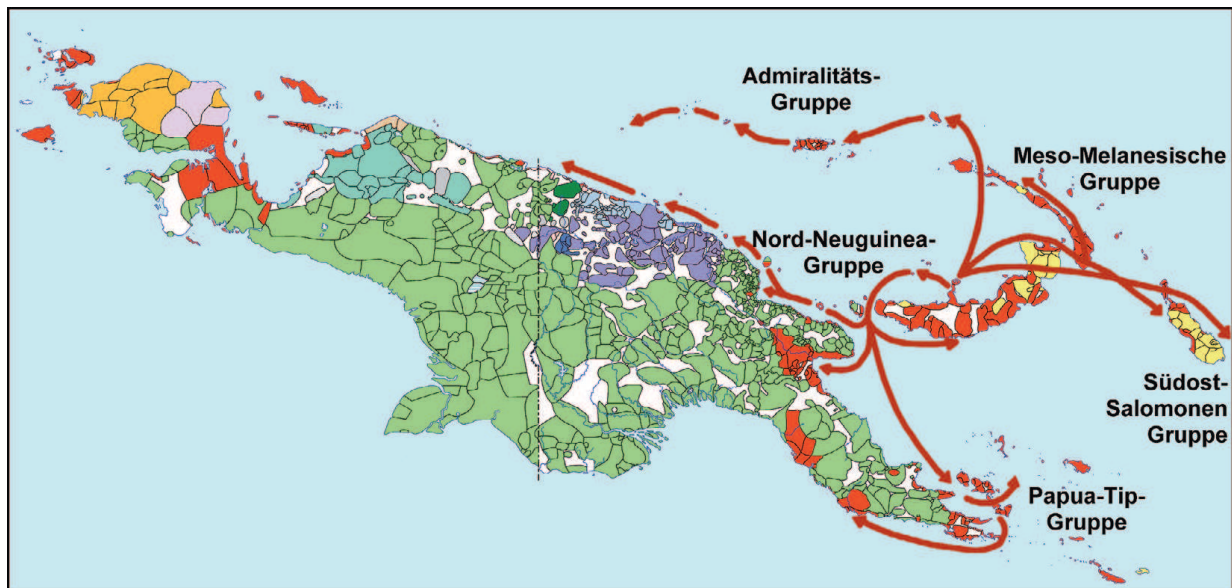 Admiralitäts-
Gruppe
Meso-Melanesische
Gruppe
Nord-Neuguinea-
Gruppe
Südost-
Salomonen
Gruppe
Papua-Tip-
Gruppe